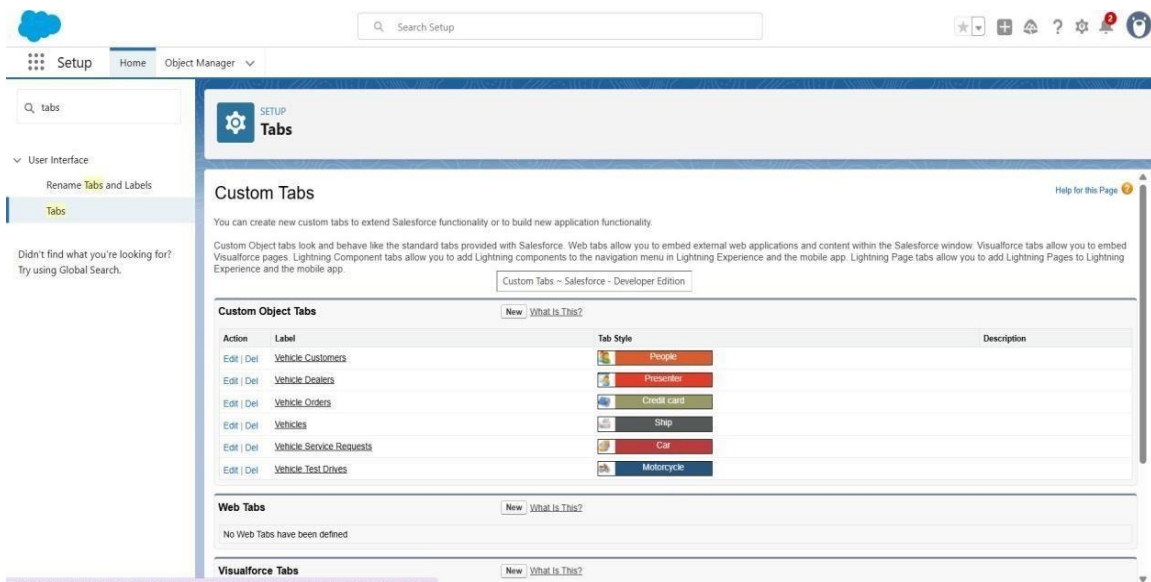 Search Setup
2
Setup
Home
Object Manager
tabs
User Interface
Rename Tabs and Labels
Tabs
Didn't find what you're looking for?
Try using Global Search.
SETUP
Tabs
Custom Tabs
Help for this Page
You can create new custom tabs to extend Salesforce functionality or to build new application functionality.
Custom Object tabs look and behave like the standard tabs provided with Salesforce. Web tabs allow you to embed external web applications and content within the Salesforce window. Visualforce tabs allow you to embed
Visualforce pages. Lightning Component tabs allow you to add Lightning components to the navigation menu in Lightning Experience and the mobile app. Lightning Page tabs allow you to add Lightning Pages to Lightning
Experience and the mobile app.
Custom Tabs ~ Salesforce - Developer Edition
Custom Object Tabs New What Is This?
Action Label Tab Style Description
Edit | Del Vehicle Customers People
Edit | Del Vehicle Dealers Presenter
Edit | Del Vehicle Orders Credit card
Edit | Del Vehicles Ship
Edit | Del Vehicle Service Requests Car
Edit | Del Vehicle Test Drives Motorcycle
Web Tabs New What Is This?
No Web Tabs have been defined
Visualforce Tabs New What Is This?